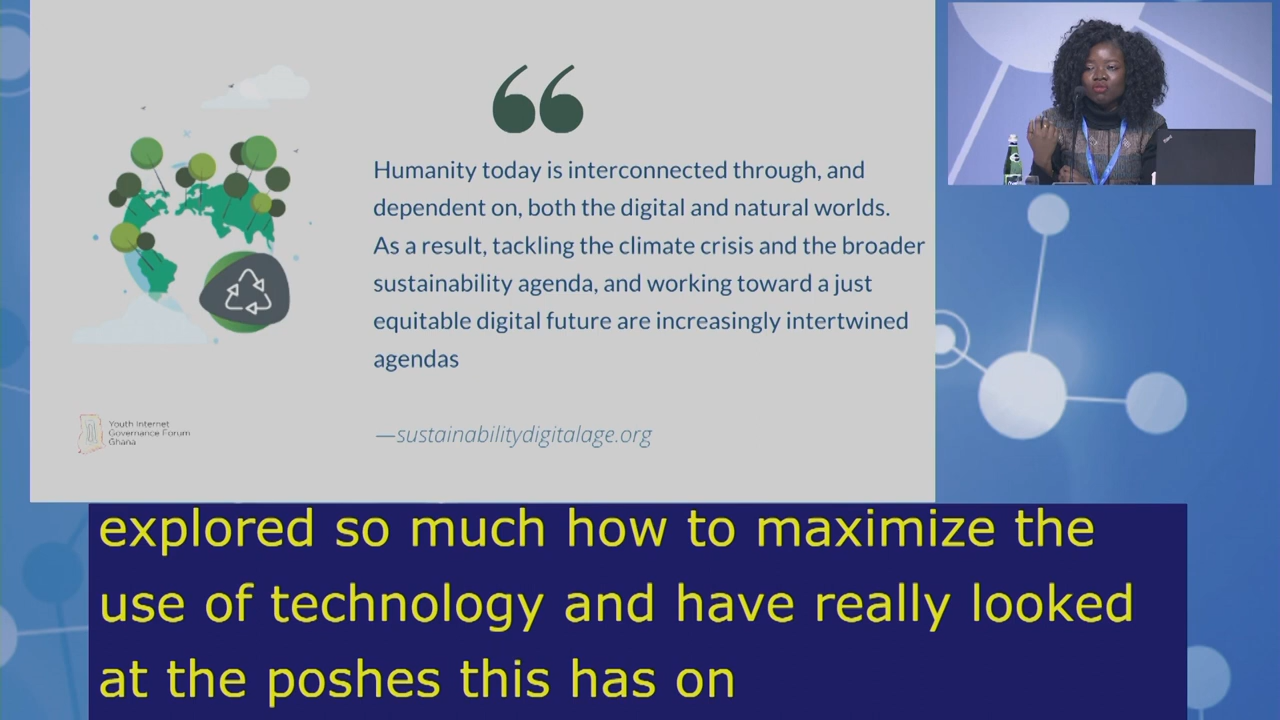 Humanity today is interconnected through, and
dependent on, both the digital and natural worlds.
As a result, tackling the climate crisis and the broader
sustainability agenda, and working toward a just
equitable digital future are increasingly intertwined
agendas
—sustainabilitydigitalage.org
Youth Internet
Governance Forum
Ghana
explored so much how to maximize the
use of technology and have really looked
at the poshes this has on